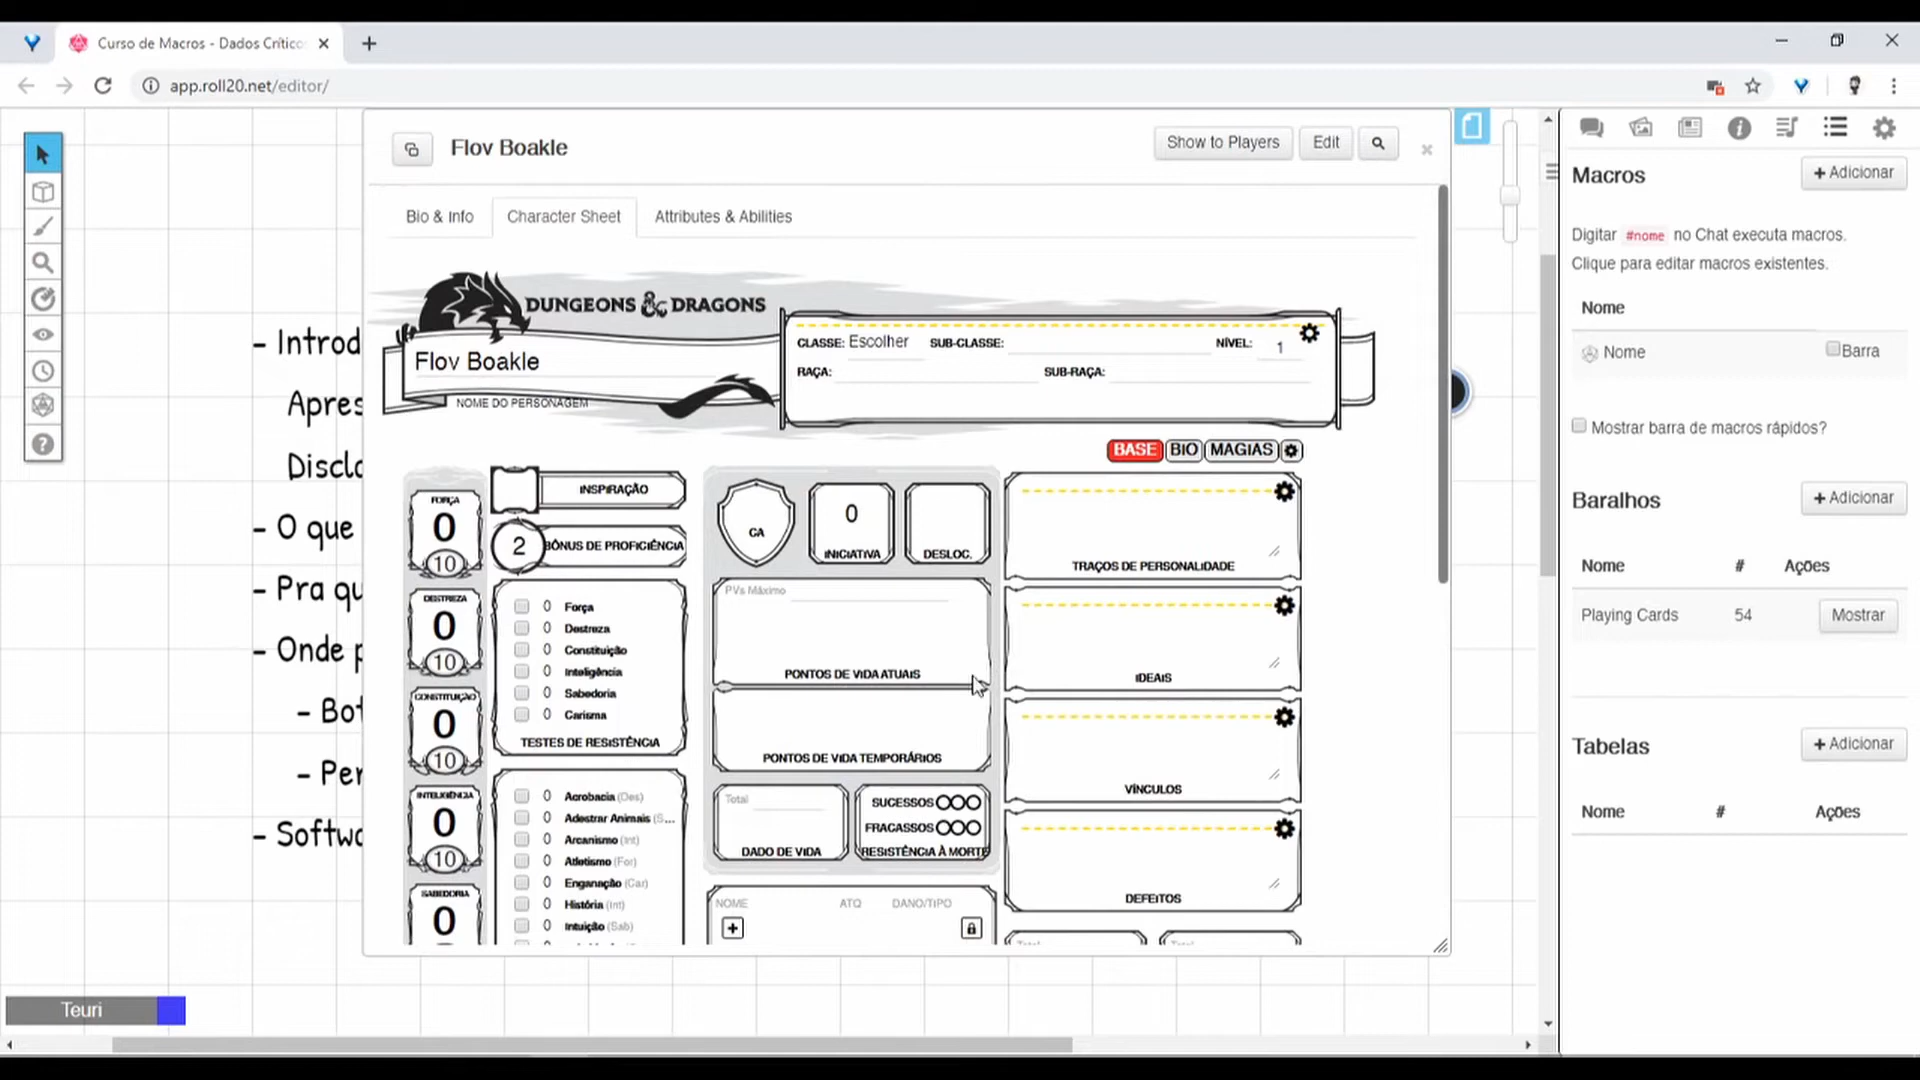 Curso de Macros - Dados Crítico
app.roll20.net/editor/
Flov Boakle
Show to Players
Edit
Bio & Info
Character Sheet
Attributes & Abilities
DUNGEONS & DRAGONS
Flov Boakle
NOME DO PERSONAGEM
CLASSE: Escolher SUB-CLASSE: NÍVEL: 1
RAÇA: SUB-RAÇA:
BASE BIO MAGIAS
FORÇA
0
10
DESTREZA
0
10
CONSTITUIÇÃO
0
10
INTELIGÊNCIA
0
10
SABEDORIA
0
INSPIRAÇÃO
2 BÔNUS DE PROFICIÊNCIA
0 Força
0 Destreza
0 Constituição
0 Inteligência
0 Sabedoria
0 Carisma
TESTES DE RESISTÊNCIA
0 Acrobacia (Des)
0 Adestrar Animais (S...
0 Arcanismo (Int)
0 Atletismo (For)
0 Enganação (Car)
0 História (Int)
0 Intuição (Sab)
CA
0
INICIATIVA
DESLOC.
PVs Máximo
PONTOS DE VIDA ATUAIS
PONTOS DE VIDA TEMPORÁRIOS
Total
DADO DE VIDA
SUCESSOS
FRACASSOS
RESISTÊNCIA À MORTE
NOME ATQ DANO/TIPO
TRAÇOS DE PERSONALIDADE
IDEAIS
VÍNCULOS
DEFEITOS
- Introd
Apres
Disclo
- O que
- Pra qu
- Onde p
- Bot
- Per
- Softwa
Teuri
Macros
+ Adicionar
Digitar #nome no Chat executa macros.
Clique para editar macros existentes.
Nome
Nome
Barra
Mostrar barra de macros rápidos?
Baralhos
+ Adicionar
Nome # Ações
Playing Cards 54 Mostrar
Tabelas
+ Adicionar
Nome # Ações